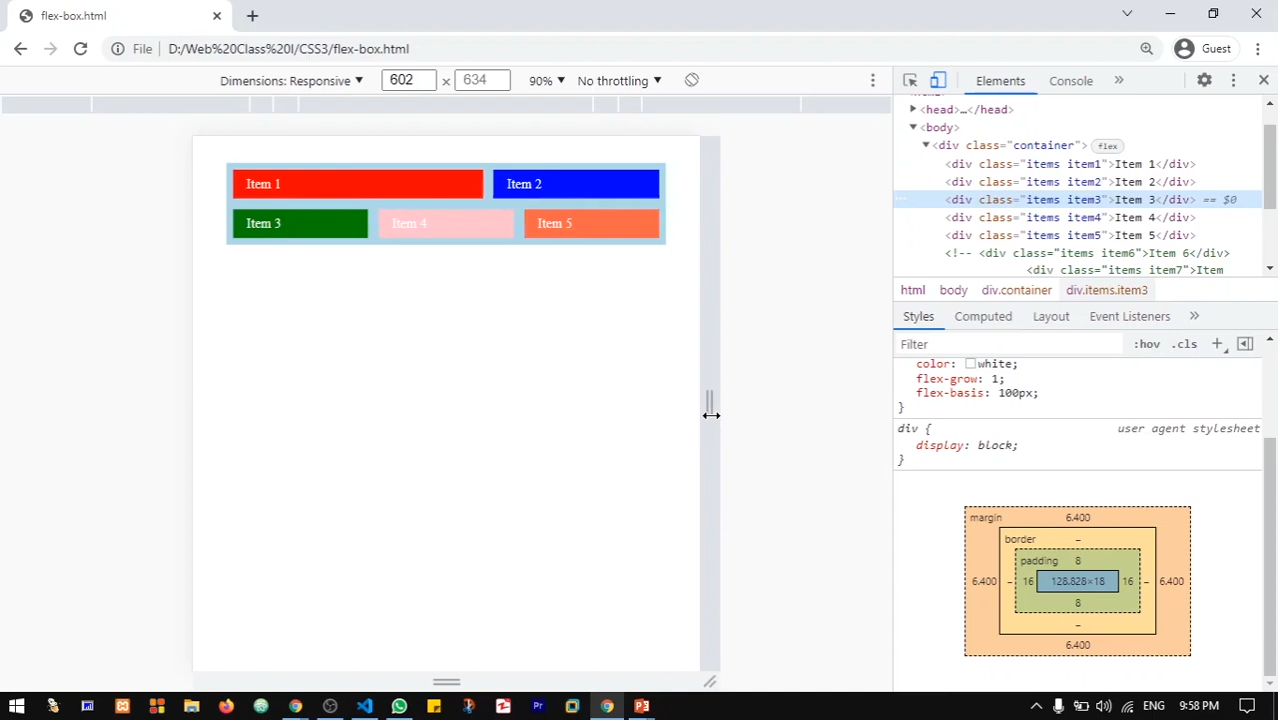 flex-box.html
File D:/Web%20Class%20I/CSS3/flex-box.html
Guest
Dimensions: Responsive 602 × 634 90% No throttling
Elements Console
<head>…</head>
<body>
<div class="container"> flex
<div class="items item1">Item 1</div>
<div class="items item2">Item 2</div>
<div class="items item3">Item 3</div> == $0
<div class="items item4">Item 4</div>
<div class="items item5">Item 5</div>
<!-- <div class="items item6">Item 6</div>
<div class="items item7">Item
html body div.container div.items.item3
Styles Computed Layout Event Listeners
Filter :hov .cls
color: white;
flex-grow: 1;
flex-basis: 100px;
}
div { user agent stylesheet
display: block;
}
margin 6.400
border –
padding 8
6.400 – 16 128.828×18 16 – 6.400
8
–
6.400
Item 1 Item 2
Item 3 Item 4 Item 5
9:58 PM